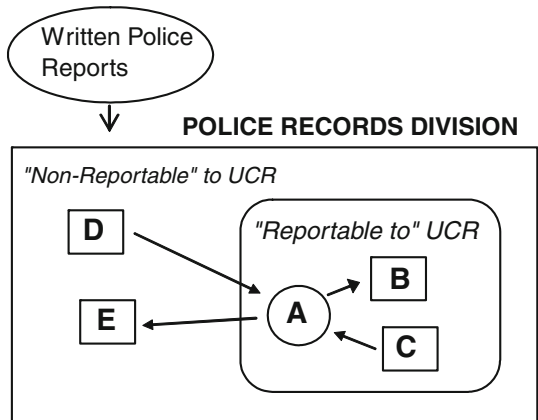 Written Police
Reports
POLICE RECORDS DIVISION
"Non-Reportable" to UCR
D
"Reportable to" UCR
B
A
E
C